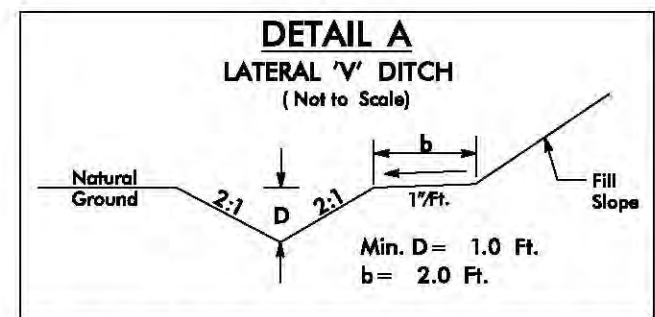 DETAIL A
LATERAL 'V' DITCH
( Not to Scale)
b
Natural
Ground
2:1
D
2:1
1"/Ft.
Fill
Slope
Min. D = 1.0 Ft.
b = 2.0 Ft.